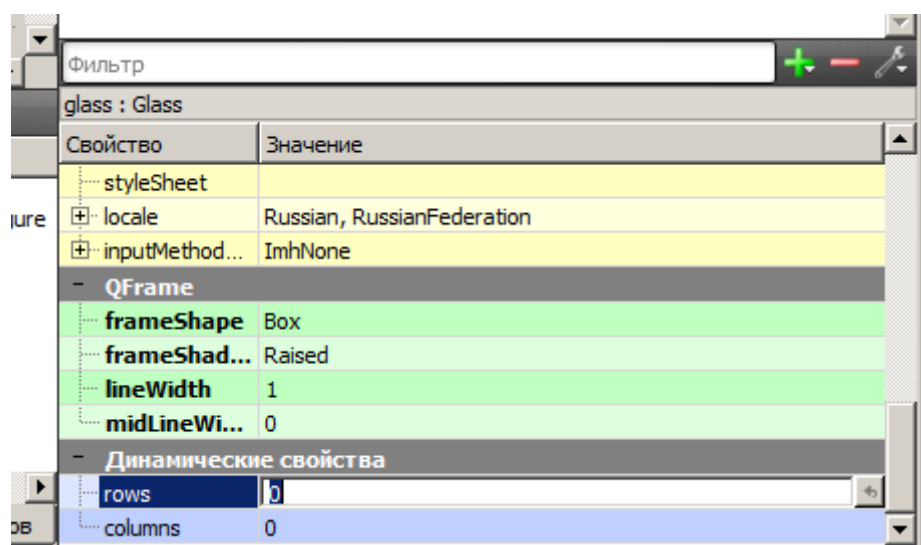 Фильтр
glass : Glass
Свойство Значение
styleSheet
jure
locale Russian, RussianFederation
inputMethod... ImhNone
QFrame
frameShape Box
frameShad... Raised
lineWidth 1
midLineWi... 0
Динамические свойства
rows 0
ов
columns 0